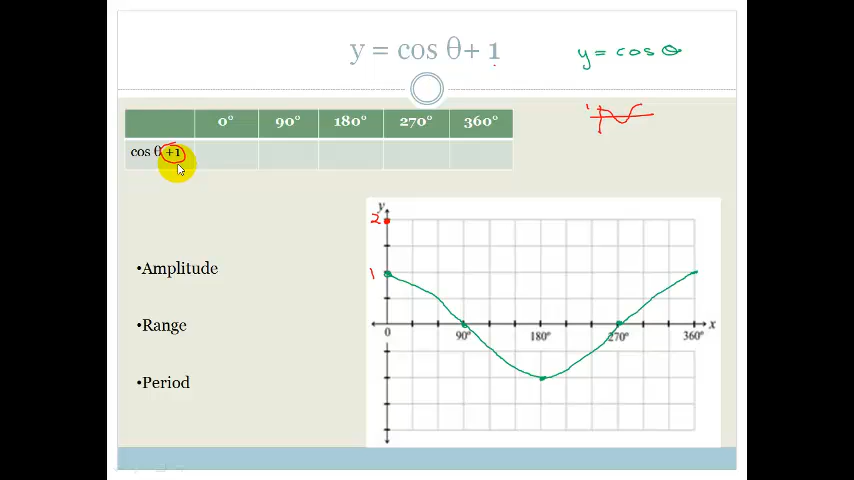 y = cos θ+ 1
y = cos θ
1
0° 90° 180° 270° 360°
cos θ +1
•Amplitude
•Range
•Period
y
2
1
0 90° 180° 270° 360° x